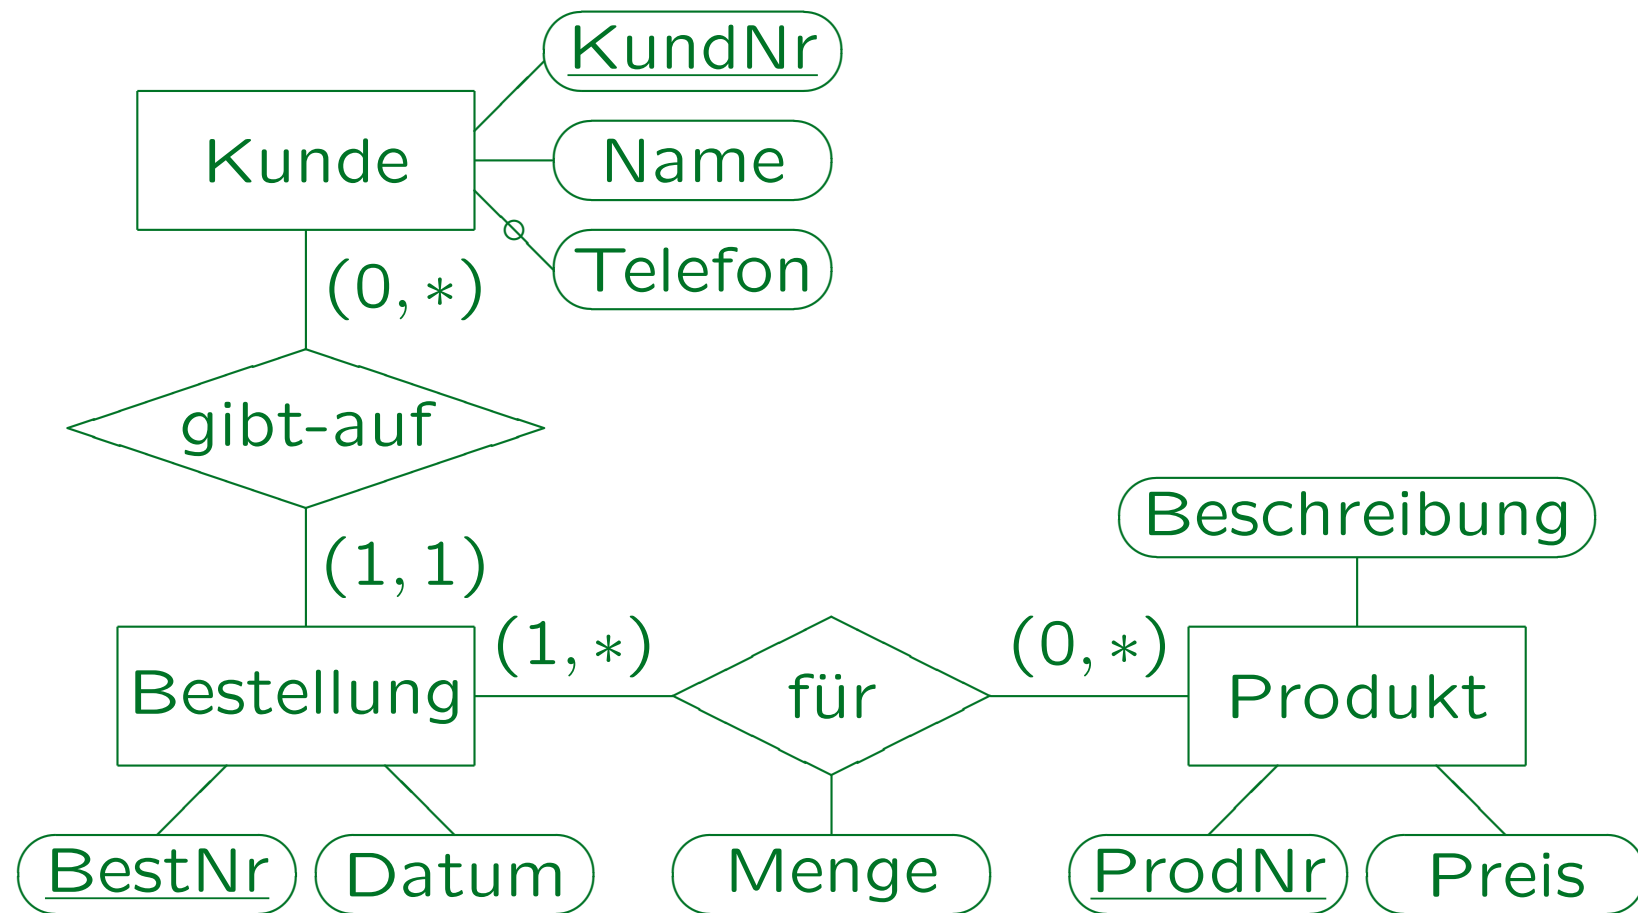 KundNr
Kunde
Name
Telefon
(0,*)
gibt-auf
(1,1)
Beschreibung
(1,*)
(0,*)
Bestellung
für
Produkt
BestNr
Datum
Menge
ProdNr
Preis